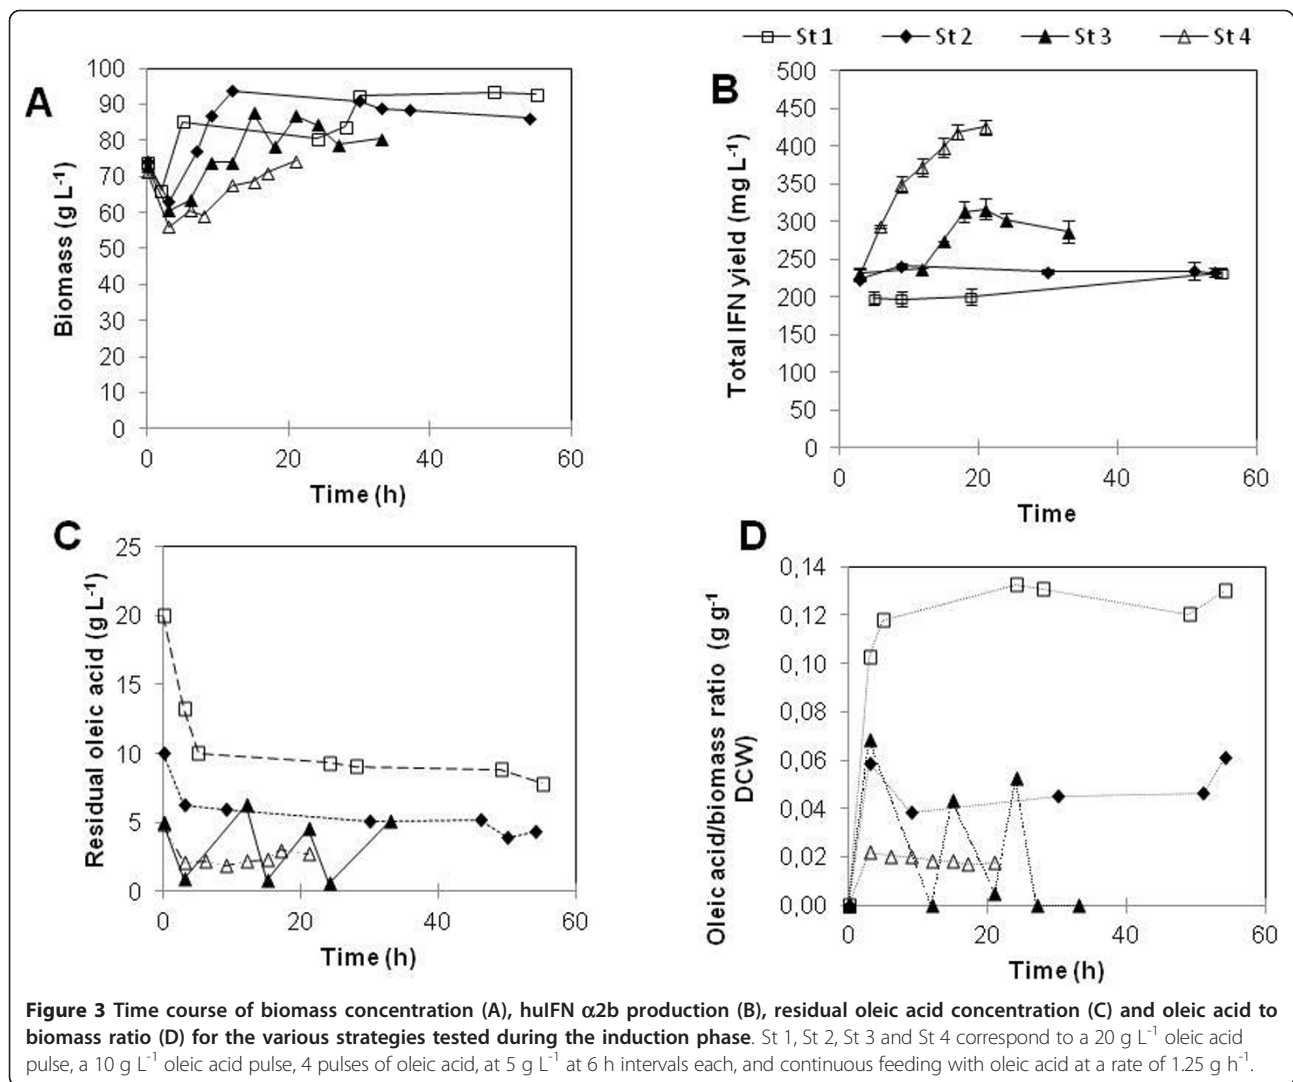 St 1 St 2 St 3 St 4
A
100
90
80
70
60
50
40
30
20
10
0
Biomass (g L⁻¹)
0 20 40 60
Time (h)
B
500
450
400
350
300
250
200
150
100
50
0
Total IFN yield (mg L⁻¹)
0 20 40 60
Time
C
25
20
15
10
5
0
Residual oleic acid (g L⁻¹)
0 20 40 60
Time (h)
D
0,14
0,12
0,10
0,08
0,06
0,04
0,02
0,00
Oleic acid/biomass ratio (g g⁻¹
DCW)
0 20 40 60
Time (h)
Figure 3 Time course of biomass concentration (A), huIFN α2b production (B), residual oleic acid concentration (C) and oleic acid to
biomass ratio (D) for the various strategies tested during the induction phase. St 1, St 2, St 3 and St 4 correspond to a 20 g L⁻¹ oleic acid
pulse, a 10 g L⁻¹ oleic acid pulse, 4 pulses of oleic acid, at 5 g L⁻¹ at 6 h intervals each, and continuous feeding with oleic acid at a rate of 1.25 g h⁻¹.